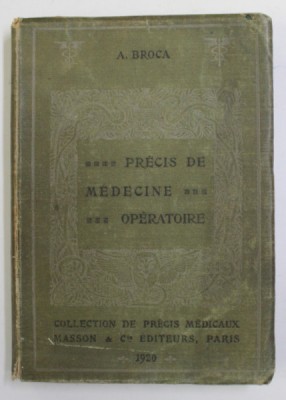 A. BROCA
PRÉCIS DE
MÉDECINE
OPÉRATOIRE
COLLECTION DE PRÉCIS MÉDICAUX
MASSON & Cie ÉDITEURS, PARIS
1920